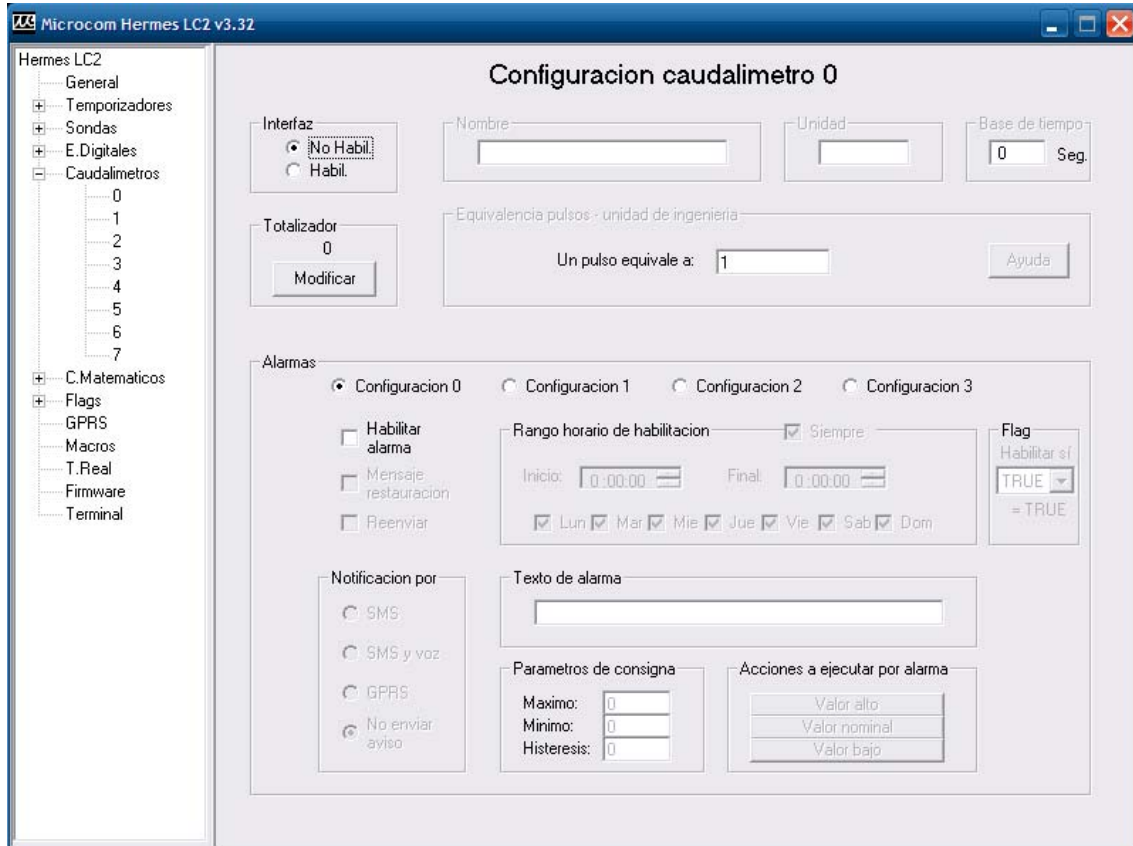 Microcom Hermes LC2 v3.32
Hermes LC2
General
Temporizadores
Sondas
E.Digitales
Caudalimetros
0
1
2
3
4
5
6
7
C.Matematicos
Flags
GPRS
Macros
T.Real
Firmware
Terminal
Configuracion caudalimetro 0
Interfaz
No Habil.
Habil.
Nombre
Unidad
Base de tiempo
0 Seg.
Totalizador
0
Modificar
Equivalencia pulsos - unidad de ingenieria
Un pulso equivale a: 1
Ayuda
Alarmas
Configuracion 0 Configuracion 1 Configuracion 2 Configuracion 3
Habilitar
alarma
Mensaje
restauracion
Reenviar
Rango horario de habilitacion Siempre
Inicio: 0:00:00 Final: 0:00:00
Lun Mar Mie Jue Vie Sab Dom
Flag
Habilitar sí
TRUE
= TRUE
Notificacion por
SMS
SMS y voz
GPRS
No enviar
aviso
Texto de alarma
Parametros de consigna
Maximo: 0
Minimo: 0
Histeresis: 0
Acciones a ejecutar por alarma
Valor alto
Valor nominal
Valor bajo